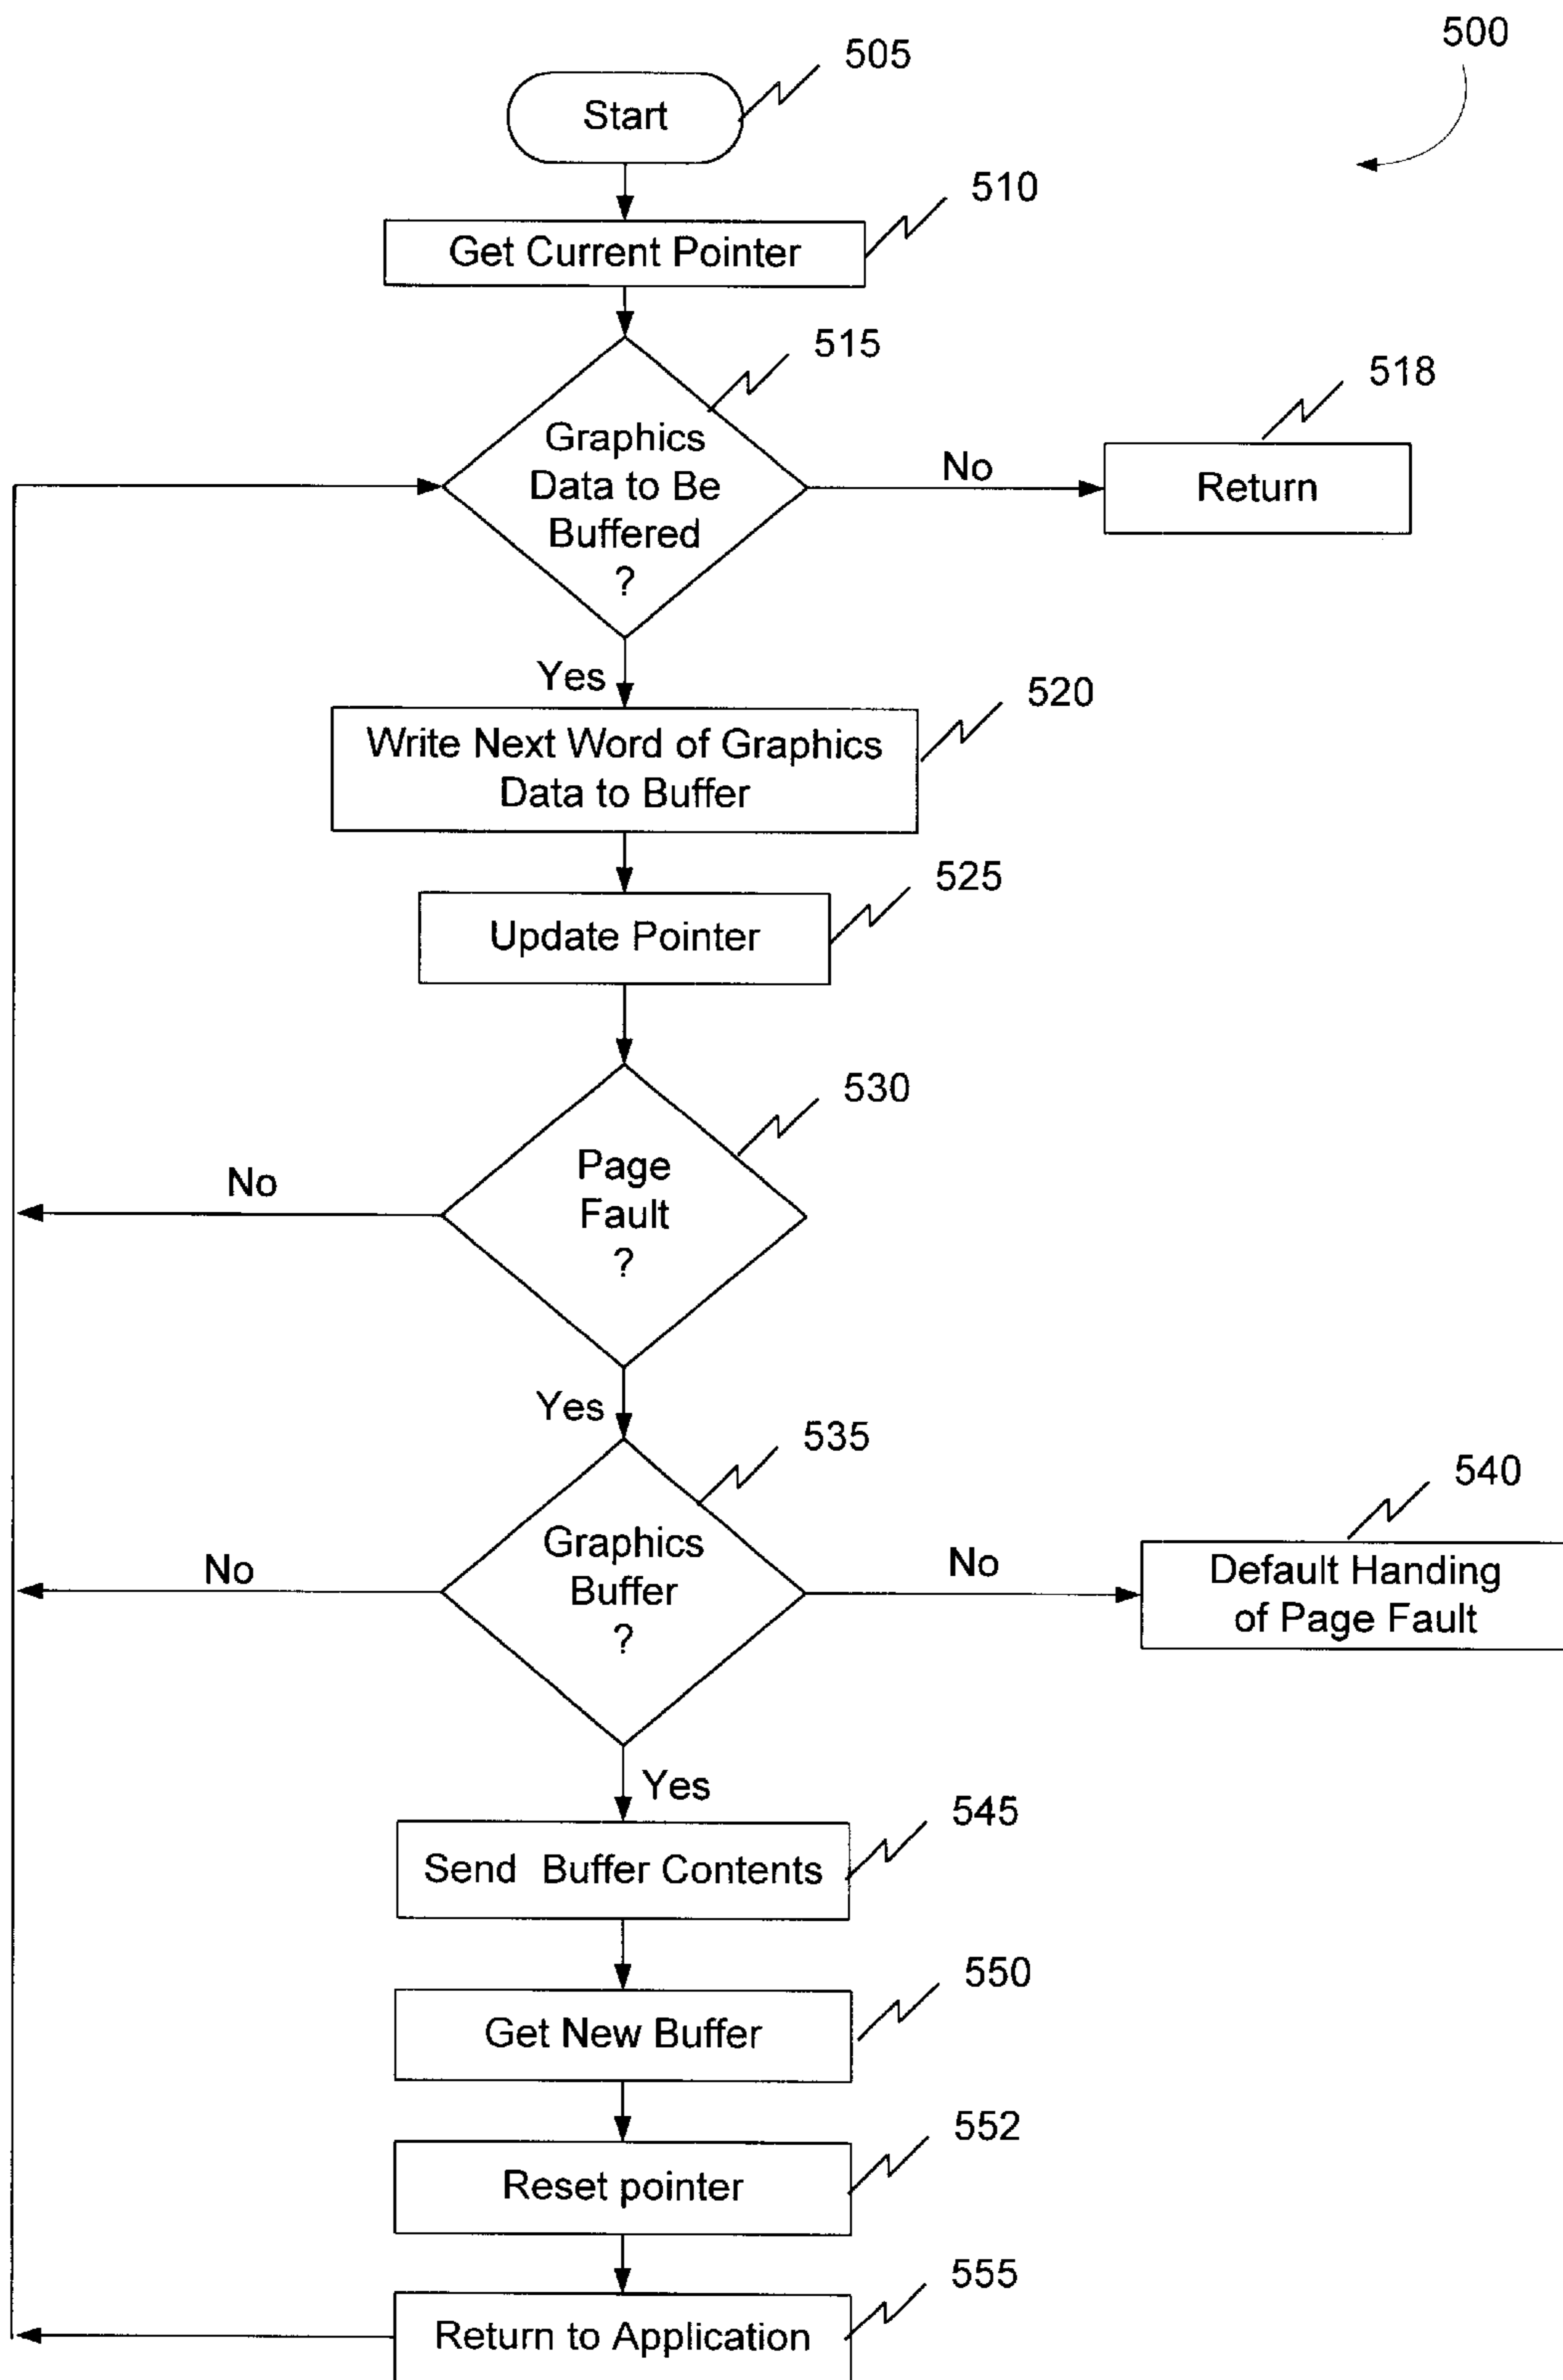 500
505
Start
510
Get Current Pointer
515
518
Graphics
Data to Be
Buffered
?
No
Return
Yes
520
Write Next Word of Graphics
Data to Buffer
525
Update Pointer
530
Page
Fault
?
No
Yes
535
540
Graphics
Buffer
?
No
No
Default Handing
of Page Fault
Yes
545
Send Buffer Contents
550
Get New Buffer
552
Reset pointer
555
Return to Application